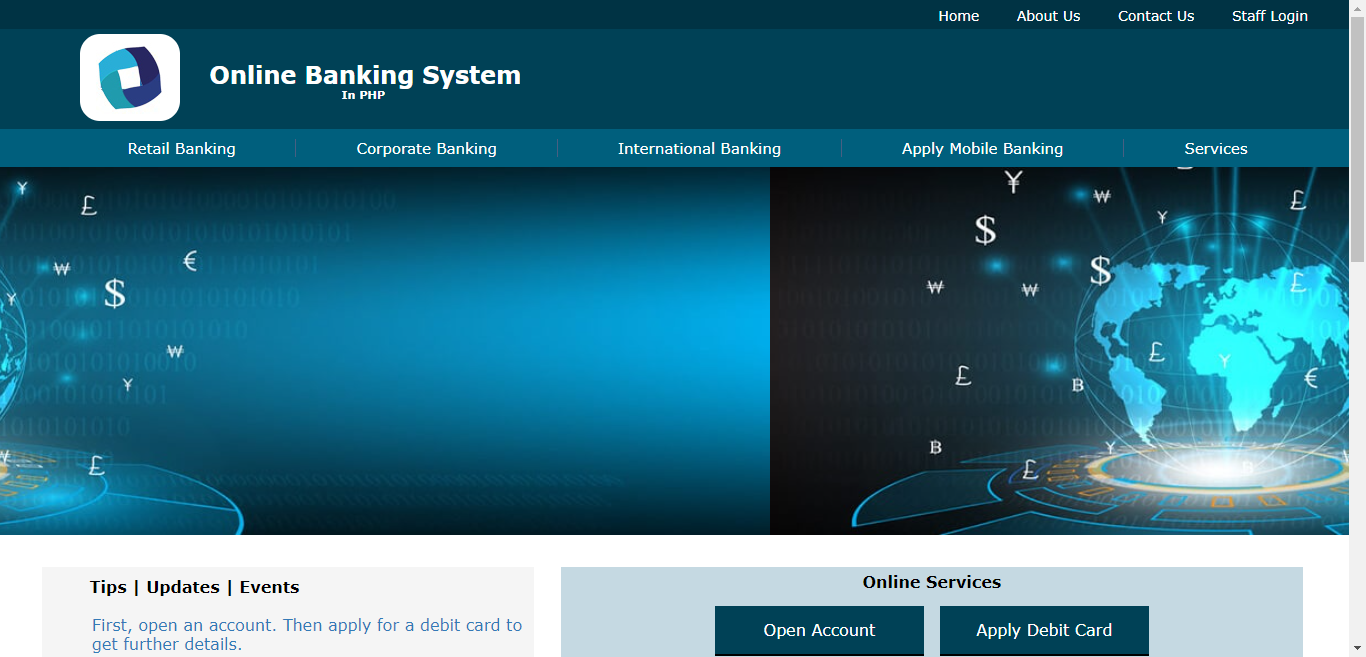 Home About Us Contact Us Staff Login
Online Banking System
In PHP
Retail Banking Corporate Banking International Banking Apply Mobile Banking Services
Tips | Updates | Events
First, open an account. Then apply for a debit card to
get further details.
Online Services
Open Account Apply Debit Card